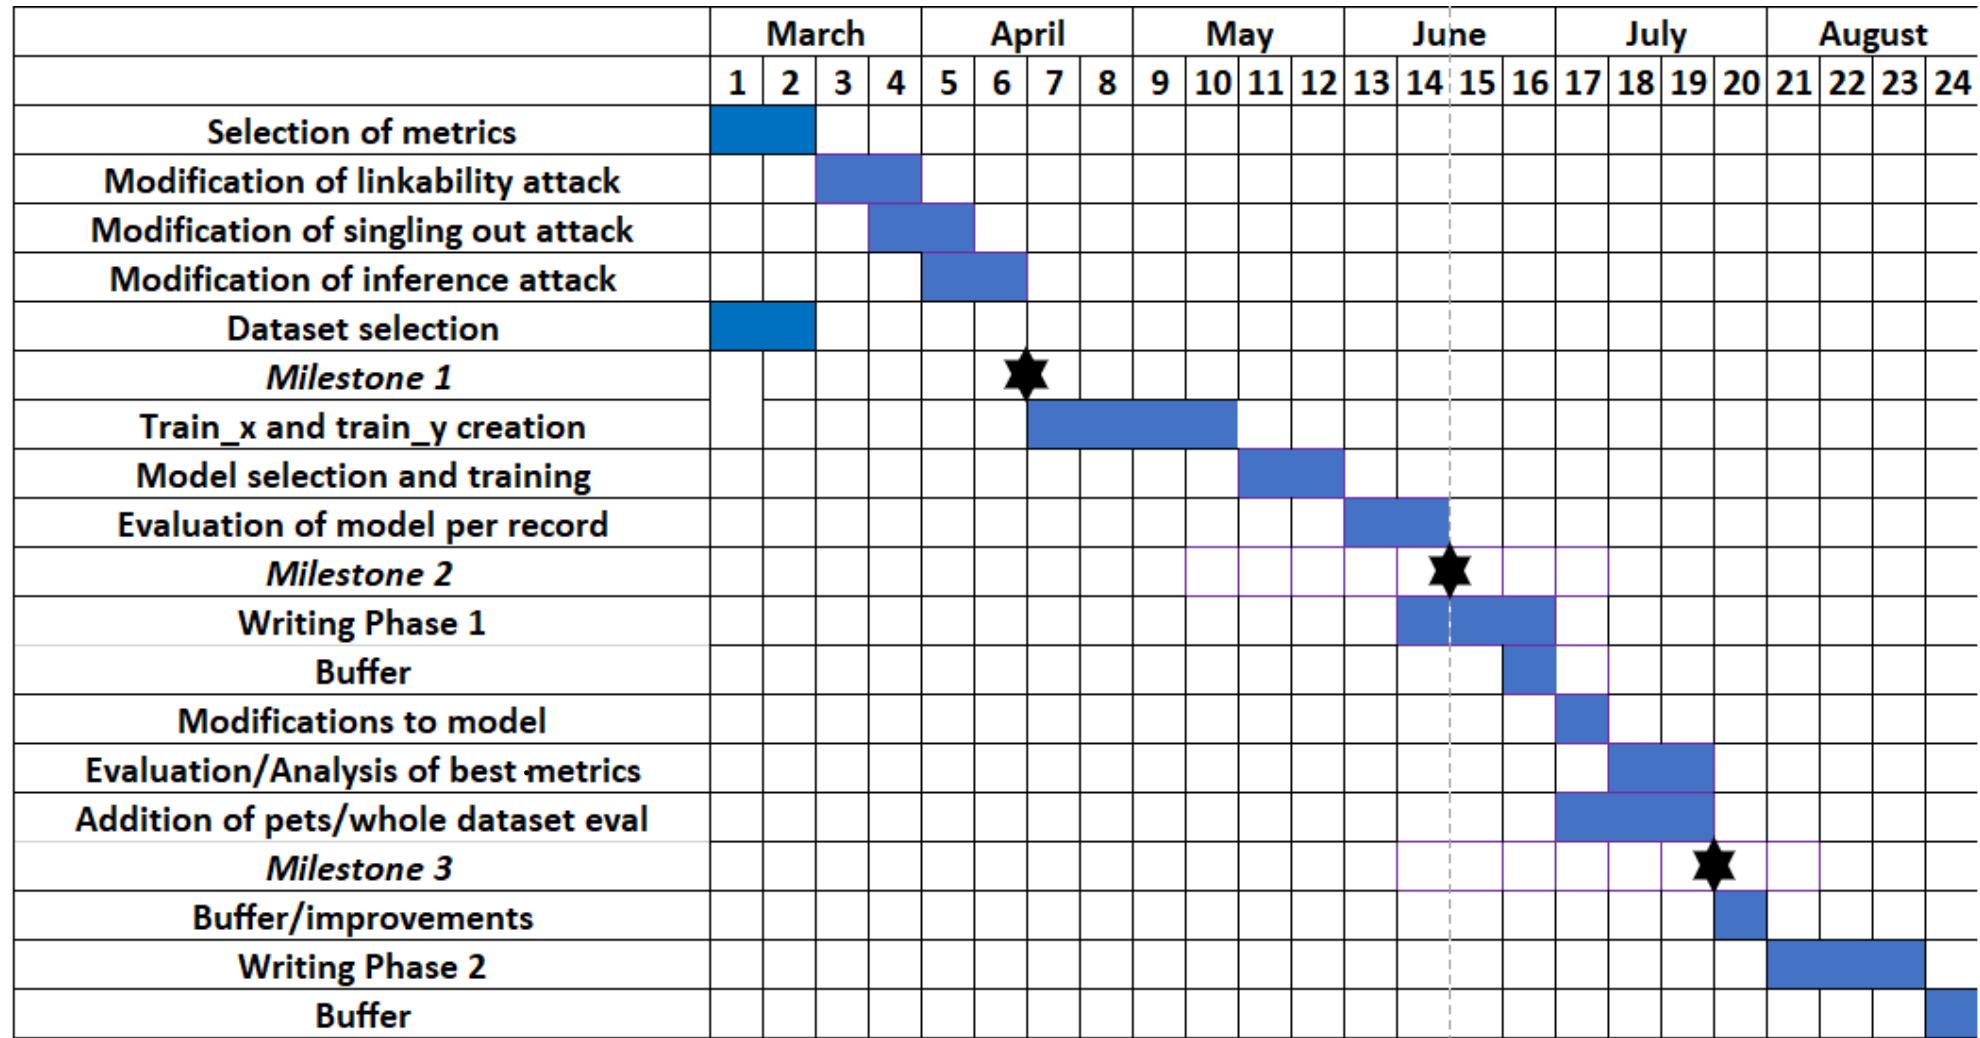 March April May June July August
1 2 3 4 5 6 7 8 9 10 11 12 13 14 15 16 17 18 19 20 21 22 23 24
Selection of metrics
Modification of linkability attack
Modification of singling out attack
Modification of inference attack
Dataset selection
Milestone 1
Train_x and train_y creation
Model selection and training
Evaluation of model per record
Milestone 2
Writing Phase 1
Buffer
Modifications to model
Evaluation/Analysis of best metrics
Addition of pets/whole dataset eval
Milestone 3
Buffer/improvements
Writing Phase 2
Buffer